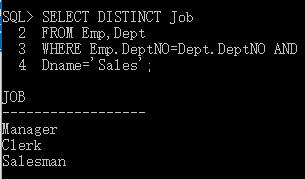 SQL> SELECT DISTINCT Job
2 FROM Emp,Dept
3 WHERE Emp.DeptNO=Dept.DeptNO AND
4 Dname='Sales';
JOB
------------------
Manager
Clerk
Salesman